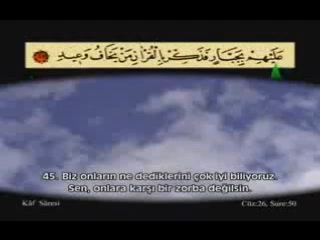 عَلَيْهِمْ بِجَبَّارٍ فَذَكِّرْ بِالْقُرْاٰنِ مَنْ يَخَافُ وَعٖيدِ
45. Biz onların ne dediklerini çok iyi biliyoruz.
Sen, onlara karşı bir zorba değilsin.
Kâf Sûresi
Cüz:26, Sure:50